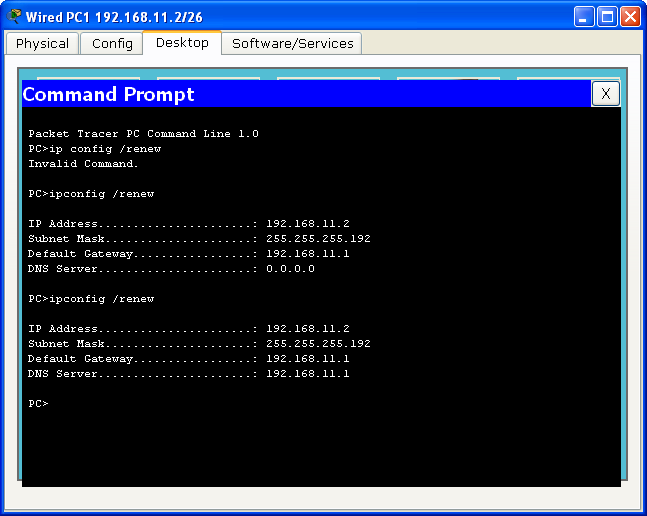 Wired PC1 192.168.11.2/26
Physical Config Desktop Software/Services
Command Prompt X
Packet Tracer PC Command Line 1.0
PC>ip config /renew
Invalid Command.
PC>ipconfig /renew
IP Address......................: 192.168.11.2
Subnet Mask.....................: 255.255.255.192
Default Gateway.................: 192.168.11.1
DNS Server......................: 0.0.0.0
PC>ipconfig /renew
IP Address......................: 192.168.11.2
Subnet Mask.....................: 255.255.255.192
Default Gateway.................: 192.168.11.1
DNS Server......................: 192.168.11.1
PC>